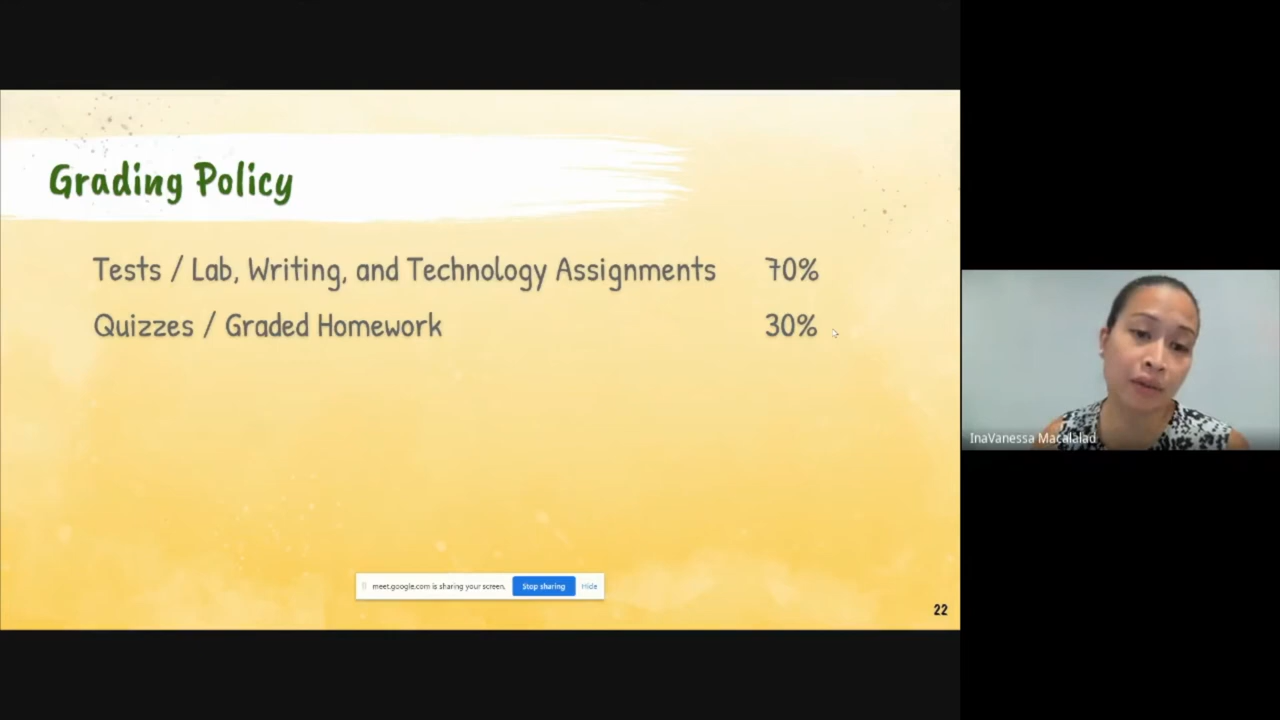 Grading Policy
Tests / Lab, Writing, and Technology Assignments 70%
Quizzes / Graded Homework 30%
InaVanessa Macalalad
meet.google.com is sharing your screen. Stop sharing Hide
22